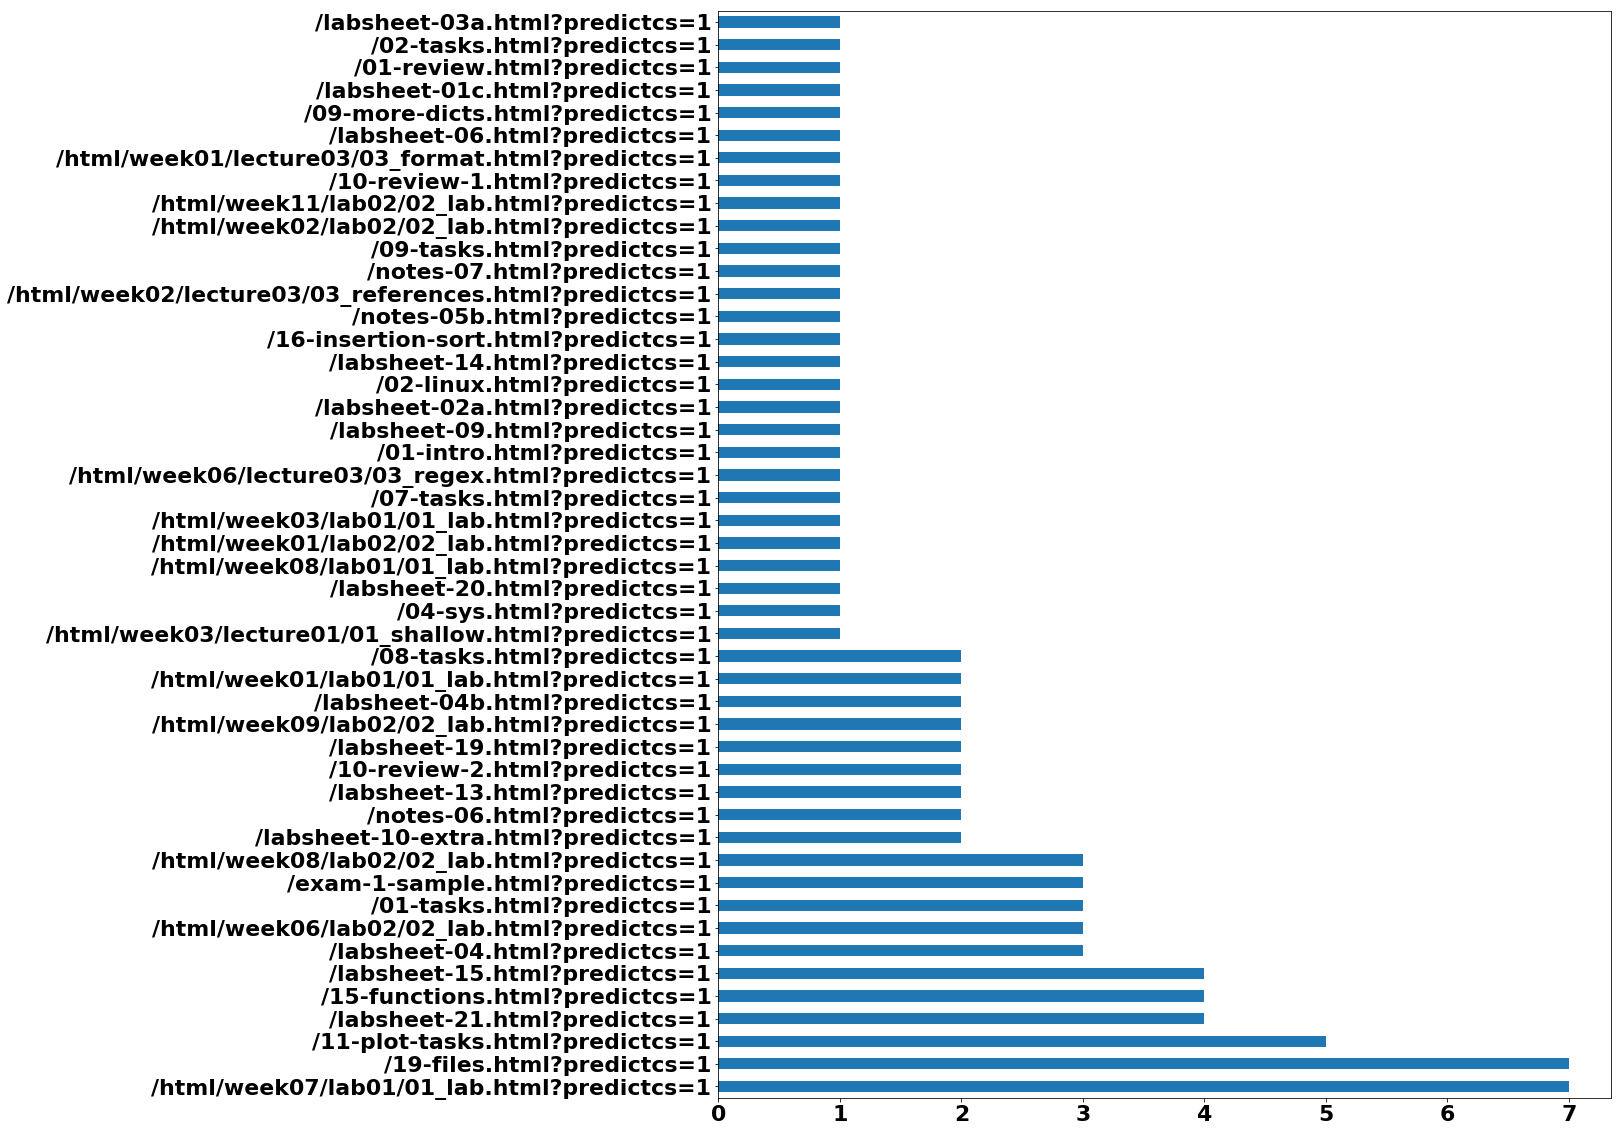 /labsheet-03a.html?predictcs=1
/02-tasks.html?predictcs=1
/01-review.html?predictcs=1
/labsheet-01c.html?predictcs=1
/09-more-dicts.html?predictcs=1
/labsheet-06.html?predictcs=1
/html/week01/lecture03/03_format.html?predictcs=1
/10-review-1.html?predictcs=1
/html/week11/lab02/02_lab.html?predictcs=1
/html/week02/lab02/02_lab.html?predictcs=1
/09-tasks.html?predictcs=1
/notes-07.html?predictcs=1
/html/week02/lecture03/03_references.html?predictcs=1
/notes-05b.html?predictcs=1
/16-insertion-sort.html?predictcs=1
/labsheet-14.html?predictcs=1
/02-linux.html?predictcs=1
/labsheet-02a.html?predictcs=1
/labsheet-09.html?predictcs=1
/01-intro.html?predictcs=1
/html/week06/lecture03/03_regex.html?predictcs=1
/07-tasks.html?predictcs=1
/html/week03/lab01/01_lab.html?predictcs=1
/html/week01/lab02/02_lab.html?predictcs=1
/html/week08/lab01/01_lab.html?predictcs=1
/labsheet-20.html?predictcs=1
/04-sys.html?predictcs=1
/html/week03/lecture01/01_shallow.html?predictcs=1
/08-tasks.html?predictcs=1
/html/week01/lab01/01_lab.html?predictcs=1
/labsheet-04b.html?predictcs=1
/html/week09/lab02/02_lab.html?predictcs=1
/labsheet-19.html?predictcs=1
/10-review-2.html?predictcs=1
/labsheet-13.html?predictcs=1
/notes-06.html?predictcs=1
/labsheet-10-extra.html?predictcs=1
/html/week08/lab02/02_lab.html?predictcs=1
/exam-1-sample.html?predictcs=1
/01-tasks.html?predictcs=1
/html/week06/lab02/02_lab.html?predictcs=1
/labsheet-04.html?predictcs=1
/labsheet-15.html?predictcs=1
/15-functions.html?predictcs=1
/labsheet-21.html?predictcs=1
/11-plot-tasks.html?predictcs=1
/19-files.html?predictcs=1
/html/week07/lab01/01_lab.html?predictcs=1
0 1 2 3 4 5 6 7